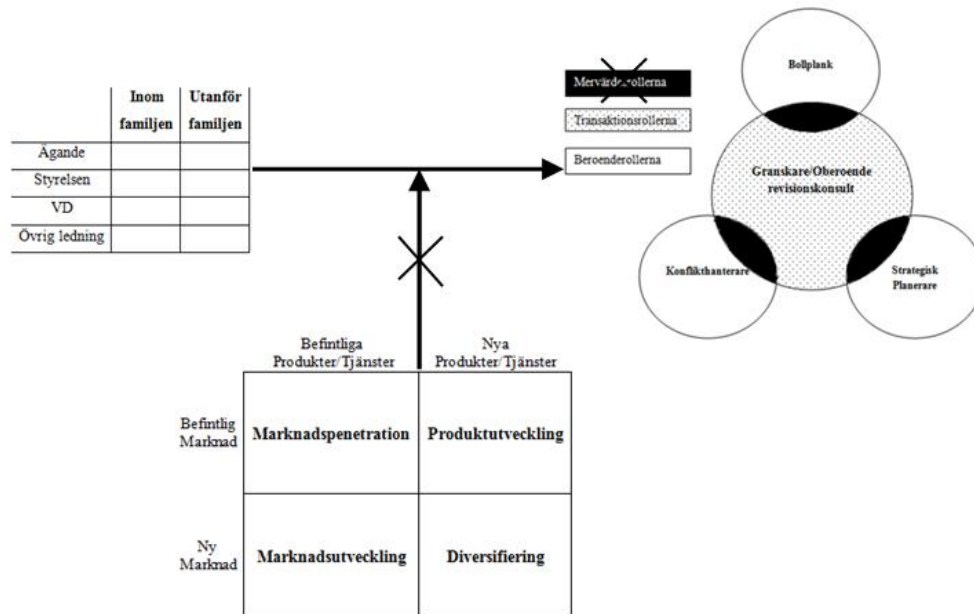 Inom
familjen
Utanför
familjen
Ägande
Styrelsen
VD
Övrig ledning
Mervärdesrollerna
Transaktionsrollerna
Beroenderollerna
Bollplank
Granskare/Oberoende
revisionskonsult
Konflikthanterare
Strategisk
Planerare
Befintliga
Produkter/Tjänster
Nya
Produkter/Tjänster
Befintlig
Marknad
Marknadspenetration
Produktutveckling
Ny
Marknad
Marknadsutveckling
Diversifiering